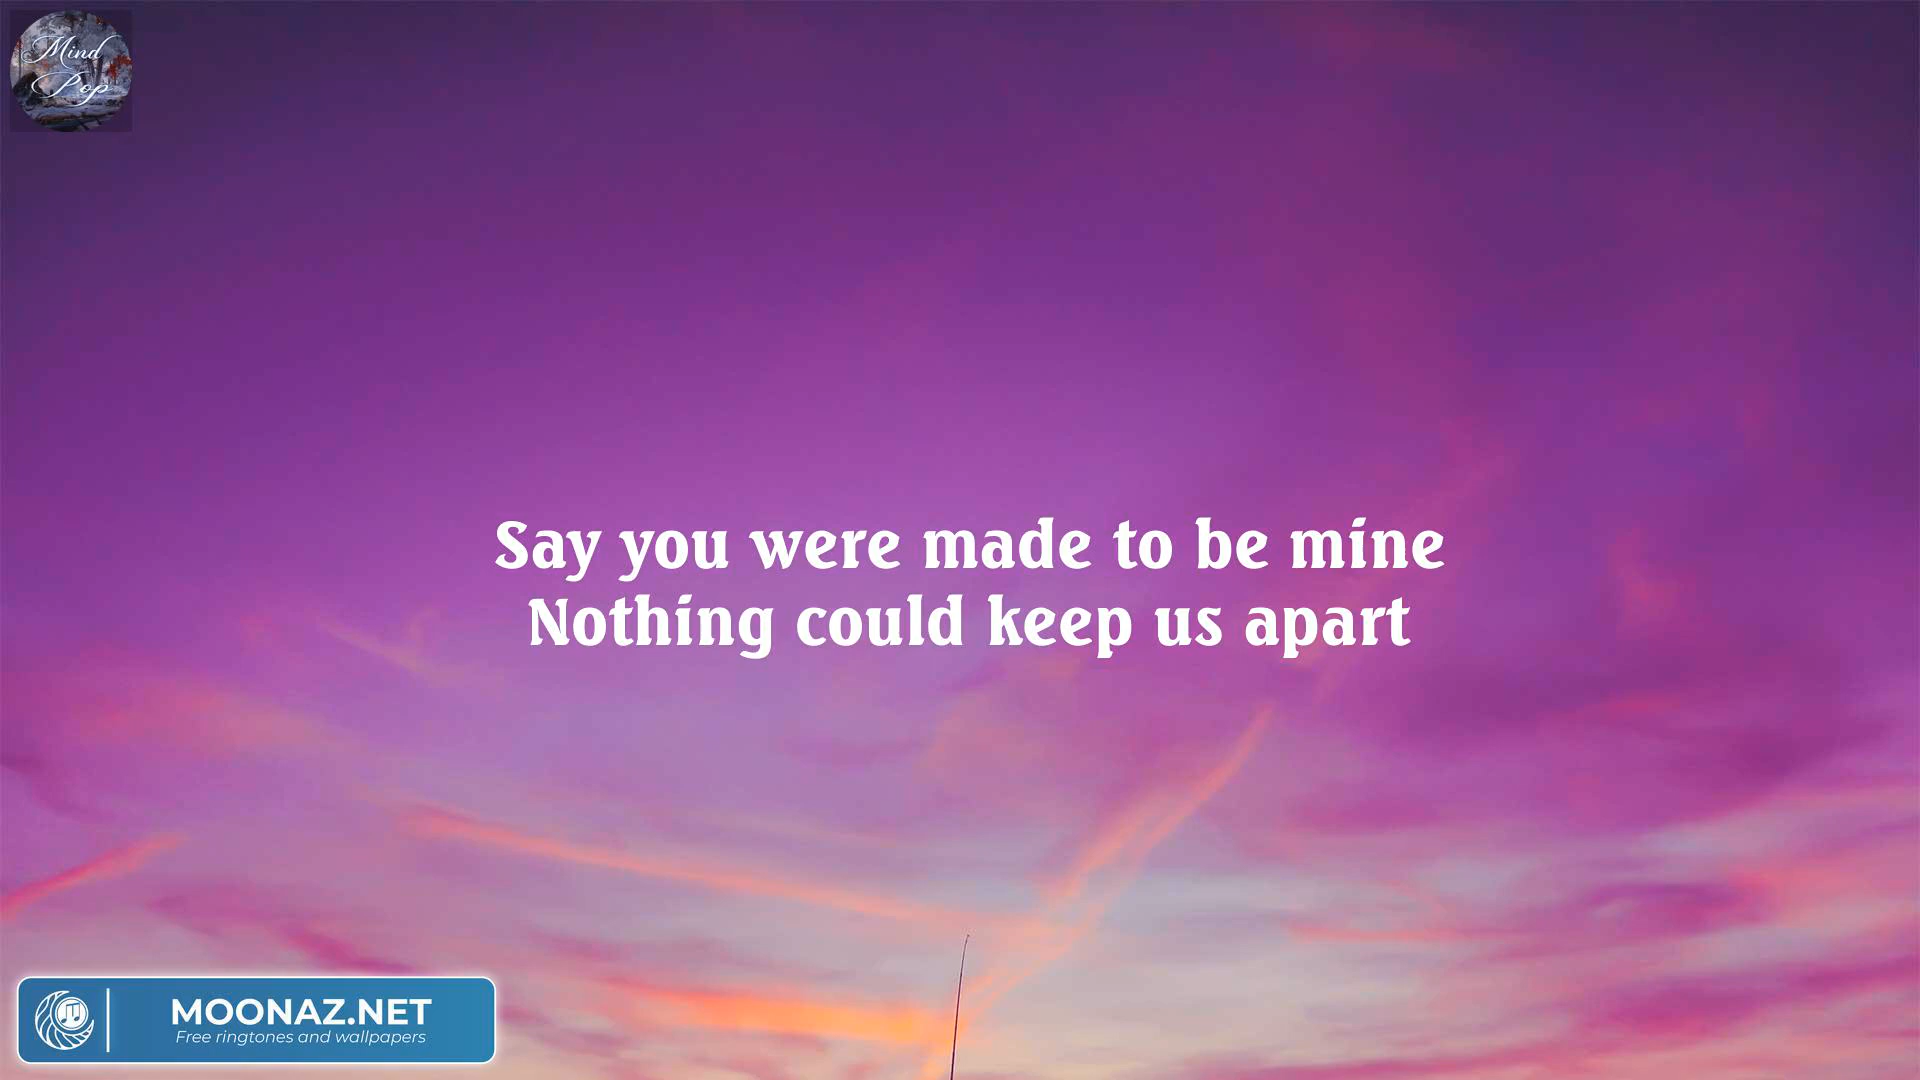 Mind
Pop
Say you were made to be mine
Nothing could keep us apart
MOONAZ.NET
Free ringtones and wallpapers